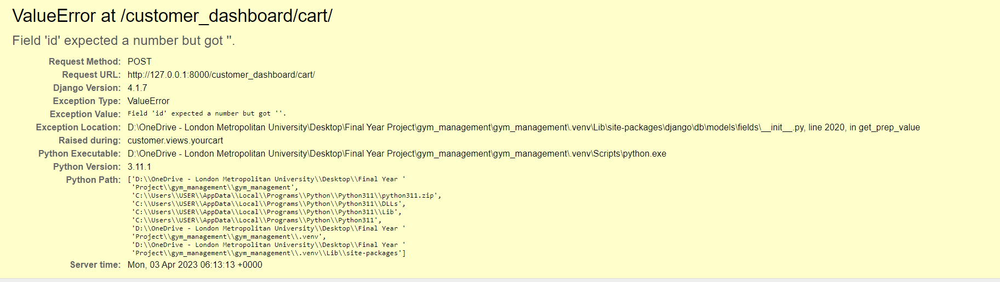 ValueError at /customer_dashboard/cart/
Field 'id' expected a number but got ''.
Request Method: POST
Request URL: http://127.0.0.1:8000/customer_dashboard/cart/
Django Version: 4.1.7
Exception Type: ValueError
Exception Value: Field 'id' expected a number but got ''.
Exception Location: D:\OneDrive - London Metropolitan University\Desktop\Final Year Project\gym_management\gym_management\.venv\Lib\site-packages\django\db\models\fields\__init__.py, line 2020, in get_prep_value
Raised during: customer.views.yourcart
Python Executable: D:\OneDrive - London Metropolitan University\Desktop\Final Year Project\gym_management\gym_management\.venv\Scripts\python.exe
Python Version: 3.11.1
Python Path: ['D:\\OneDrive - London Metropolitan University\\Desktop\\Final Year '
'Project\\gym_management\\gym_management',
'C:\\Users\\USER\\AppData\\Local\\Programs\\Python\\Python311\\python311.zip',
'C:\\Users\\USER\\AppData\\Local\\Programs\\Python\\Python311\\DLLs',
'C:\\Users\\USER\\AppData\\Local\\Programs\\Python\\Python311\\Lib',
'C:\\Users\\USER\\AppData\\Local\\Programs\\Python\\Python311',
'D:\\OneDrive - London Metropolitan University\\Desktop\\Final Year '
'Project\\gym_management\\gym_management\\.venv',
'D:\\OneDrive - London Metropolitan University\\Desktop\\Final Year '
'Project\\gym_management\\gym_management\\.venv\\Lib\\site-packages']
Server time: Mon, 03 Apr 2023 06:13:13 +0000